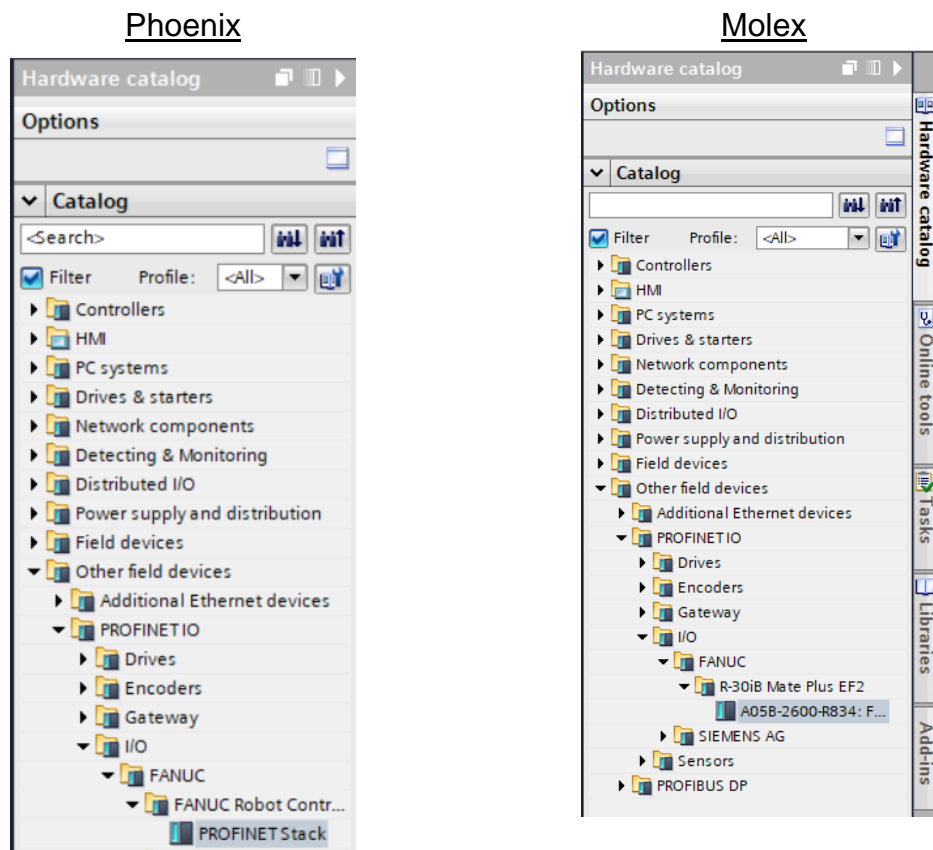 Phoenix
Hardware catalog
Options
Catalog
<Search>
Filter Profile: <All>
Controllers
HMI
PC systems
Drives & starters
Network components
Detecting & Monitoring
Distributed I/O
Power supply and distribution
Field devices
Other field devices
Additional Ethernet devices
PROFINET IO
Drives
Encoders
Gateway
I/O
FANUC
FANUC Robot Contr...
PROFINET Stack
Molex
Hardware catalog
Options
Catalog
Filter Profile: <All>
Controllers
HMI
PC systems
Drives & starters
Network components
Detecting & Monitoring
Distributed I/O
Power supply and distribution
Field devices
Other field devices
Additional Ethernet devices
PROFINET IO
Drives
Encoders
Gateway
I/O
FANUC
R-30iB Mate Plus EF2
A05B-2600-R834: F...
SIEMENS AG
Sensors
PROFIBUS DP
Hardware catalog
Online tools
Tasks
Libraries
Add-ins